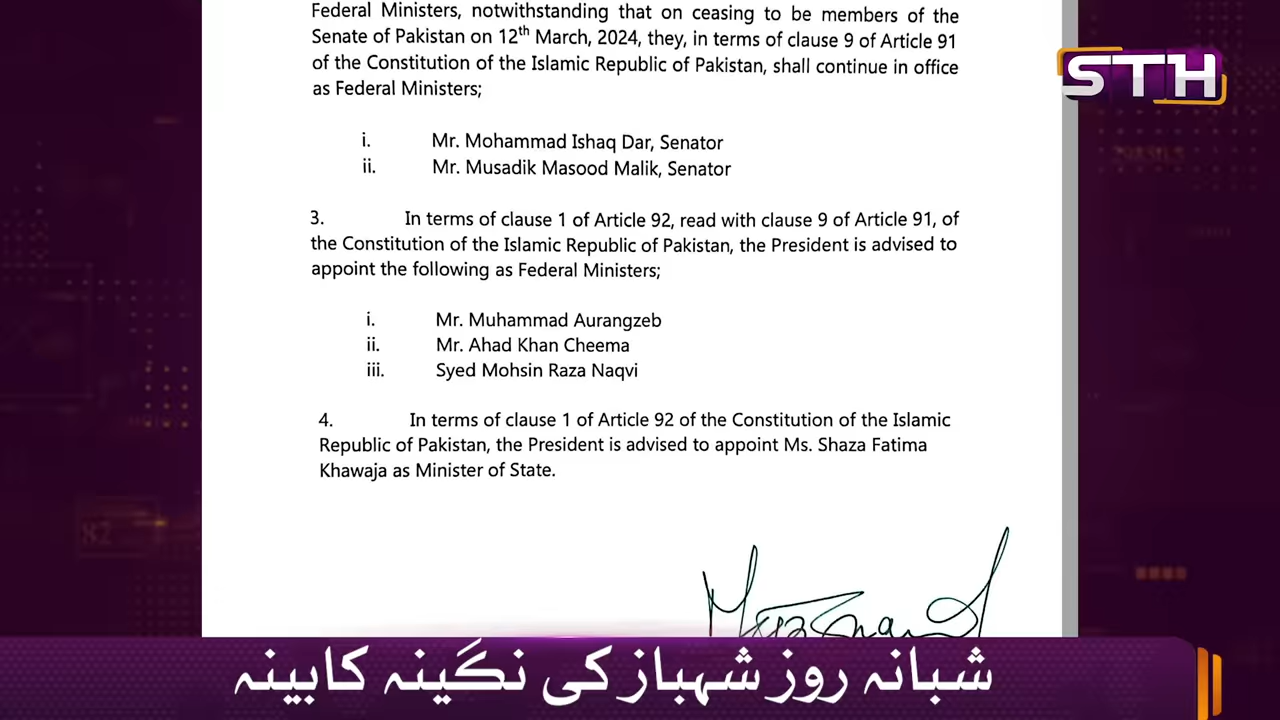 Federal Ministers, notwithstanding that on ceasing to be members of the
Senate of Pakistan on 12th March, 2024, they, in terms of clause 9 of Article 91
of the Constitution of the Islamic Republic of Pakistan, shall continue in office
as Federal Ministers;
STH
i. Mr. Mohammad Ishaq Dar, Senator
ii. Mr. Musadik Masood Malik, Senator
3. In terms of clause 1 of Article 92, read with clause 9 of Article 91, of
the Constitution of the Islamic Republic of Pakistan, the President is advised to
appoint the following as Federal Ministers;
i. Mr. Muhammad Aurangzeb
ii. Mr. Ahad Khan Cheema
iii. Syed Mohsin Raza Naqvi
4. In terms of clause 1 of Article 92 of the Constitution of the Islamic
Republic of Pakistan, the President is advised to appoint Ms. Shaza Fatima
Khawaja as Minister of State.
82
شبانہ روز شہباز کی نگینہ کابینہ